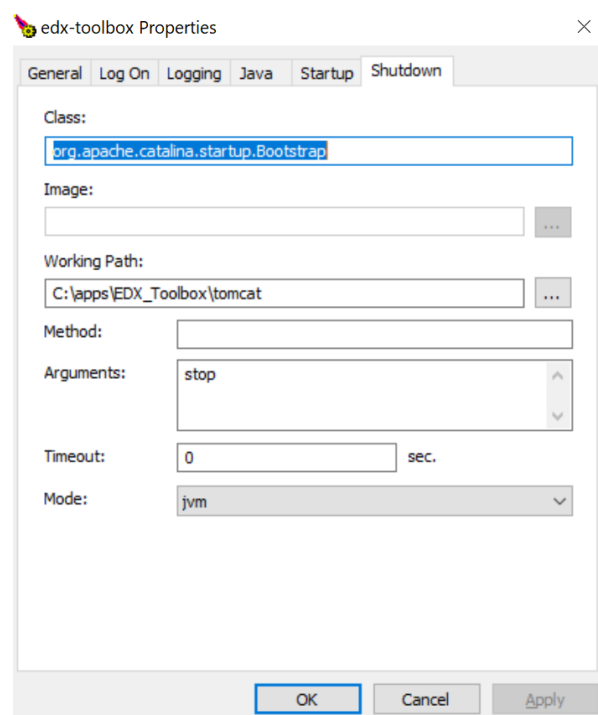 edx-toolbox Properties
General Log On Logging Java Startup Shutdown
Class:
org.apache.catalina.startup.Bootstrap
Image:
...
Working Path:
C:\apps\EDX_Toolbox\tomcat ...
Method:
Arguments: stop
Timeout: 0 sec.
Mode: jvm
OK Cancel Apply